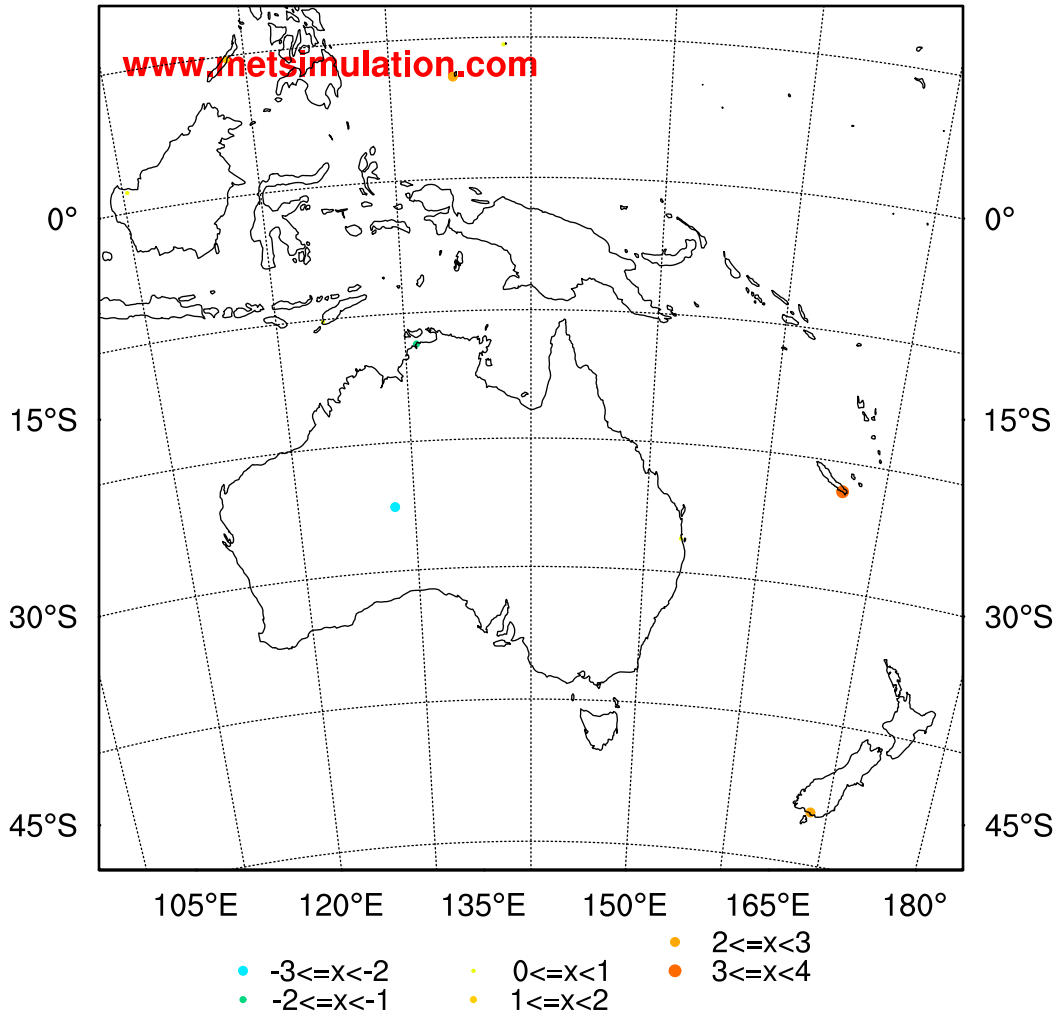 www.metsimulation.com
0° 0°
15°S 15°S
30°S 30°S
45°S 45°S
105°E 120°E 135°E 150°E 165°E 180°
2<=x<3
-3<=x<-2 0<=x<1 3<=x<4
-2<=x<-1 1<=x<2